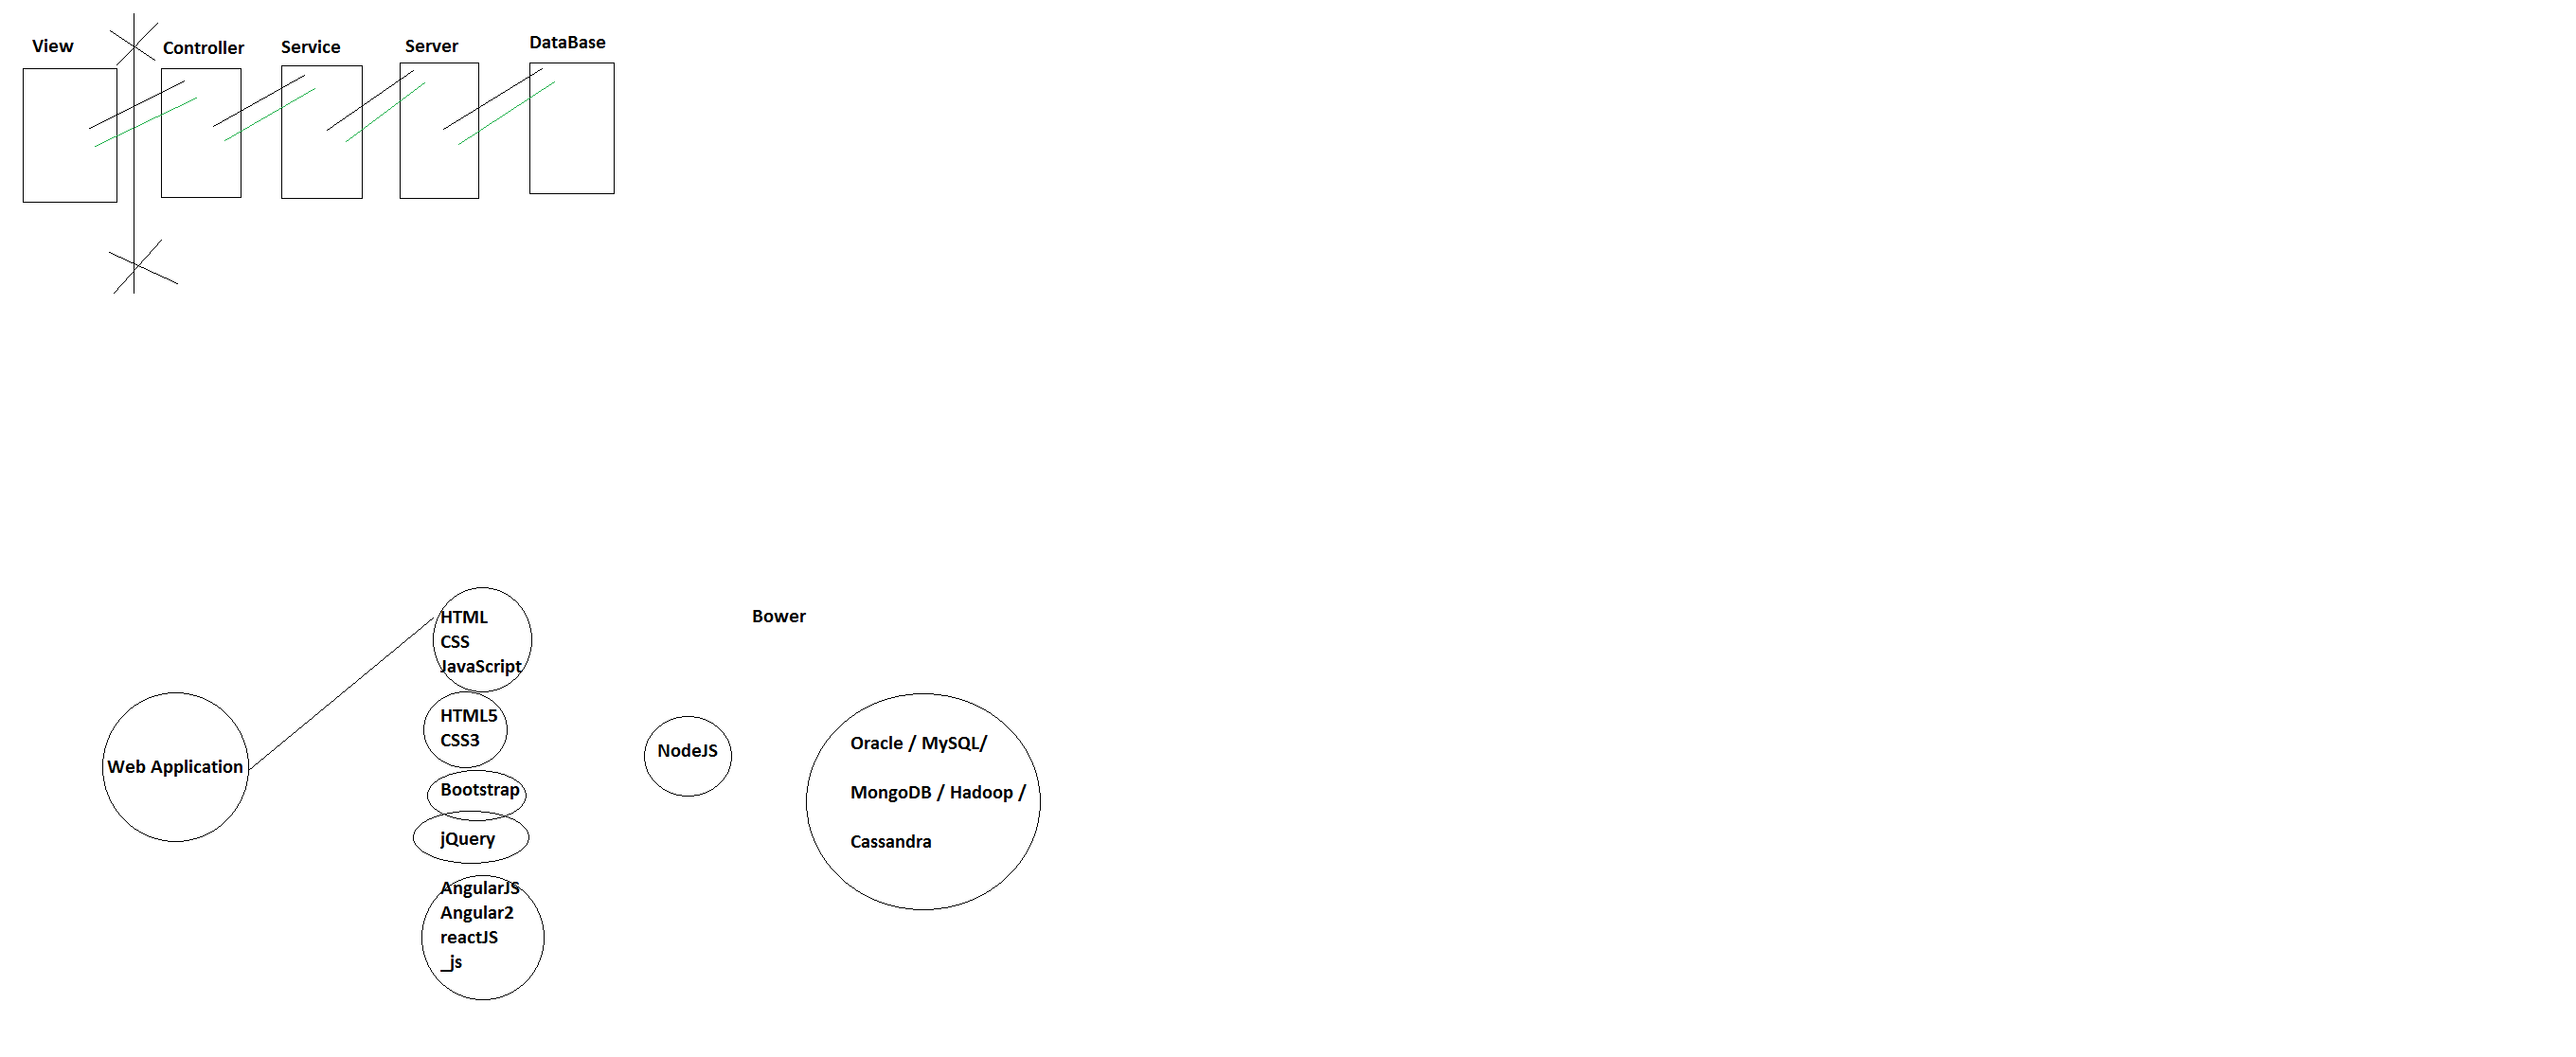 View
Controller
Service
Server
DataBase
HTML
CSS
JavaScript
Bower
HTML5
CSS3
Web Application
Bootstrap
jQuery
AngularJS
Angular2
reactJS
_js
NodeJS
Oracle / MySQL/
MongoDB / Hadoop /
Cassandra